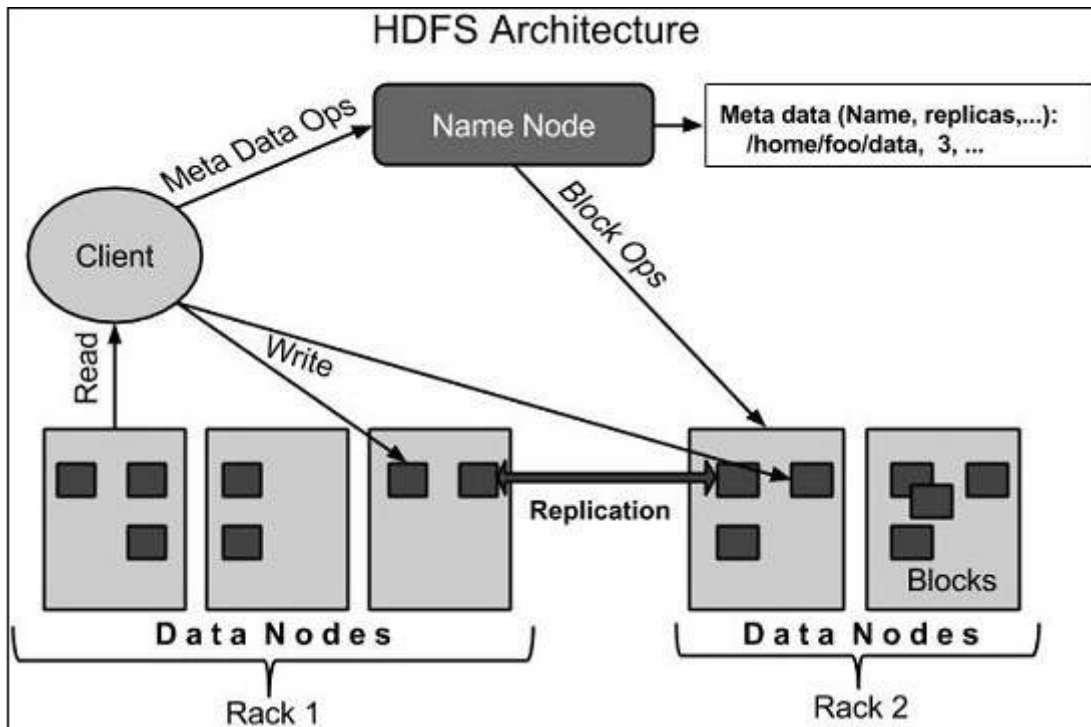 HDFS Architecture
Meta Data Ops
Name Node
Meta data (Name, replicas,...):
/home/foo/data, 3, ...
Block Ops
Client
Read
Write
Replication
Blocks
Data Nodes
Data Nodes
Rack 1
Rack 2